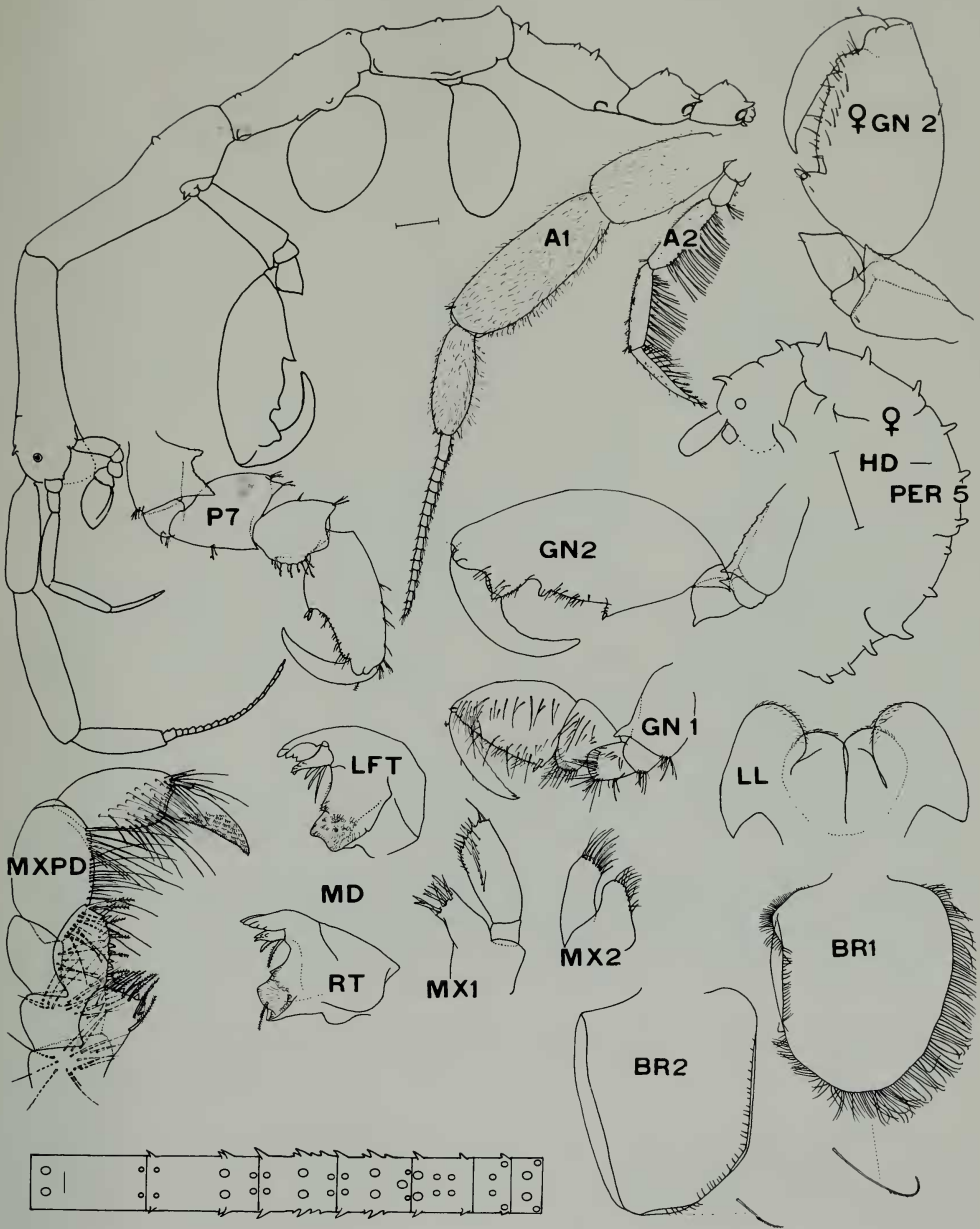 ♀ GN 2
A1
A2
♀
HD —
PER 5
P7
GN2
GN 1
LFT
LL
MXPD
MD
RT
MX1
MX2
BR1
BR2